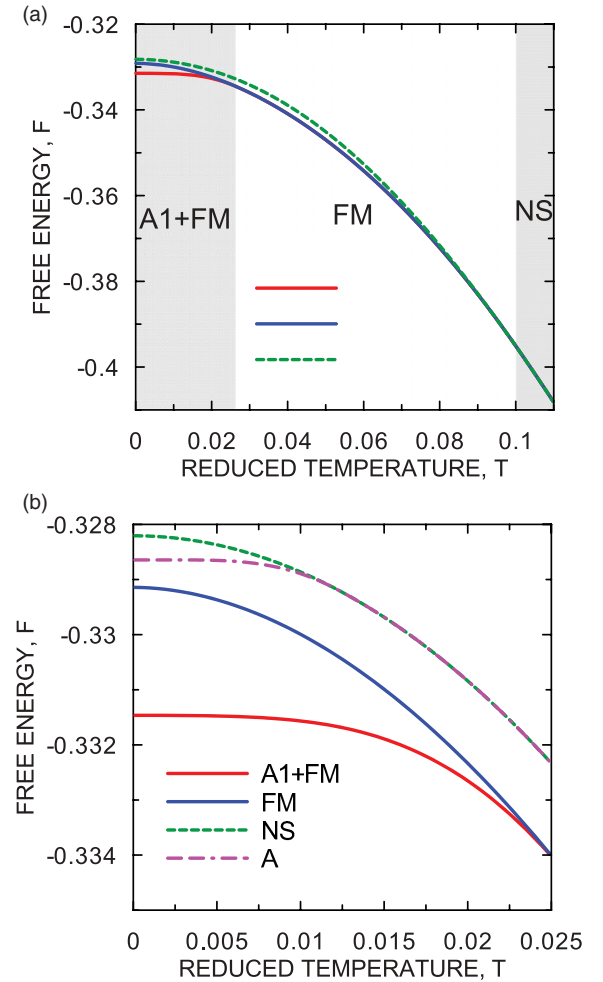 (a)
FREE ENERGY, F
-0.32
-0.34
-0.36
-0.38
-0.4
A1+FM
FM
NS
0 0.02 0.04 0.06 0.08 0.1
REDUCED TEMPERATURE, T
(b)
FREE ENERGY, F
-0.328
-0.33
-0.332
-0.334
A1+FM
FM
NS
A
0 0.005 0.01 0.015 0.02 0.025
REDUCED TEMPERATURE, T